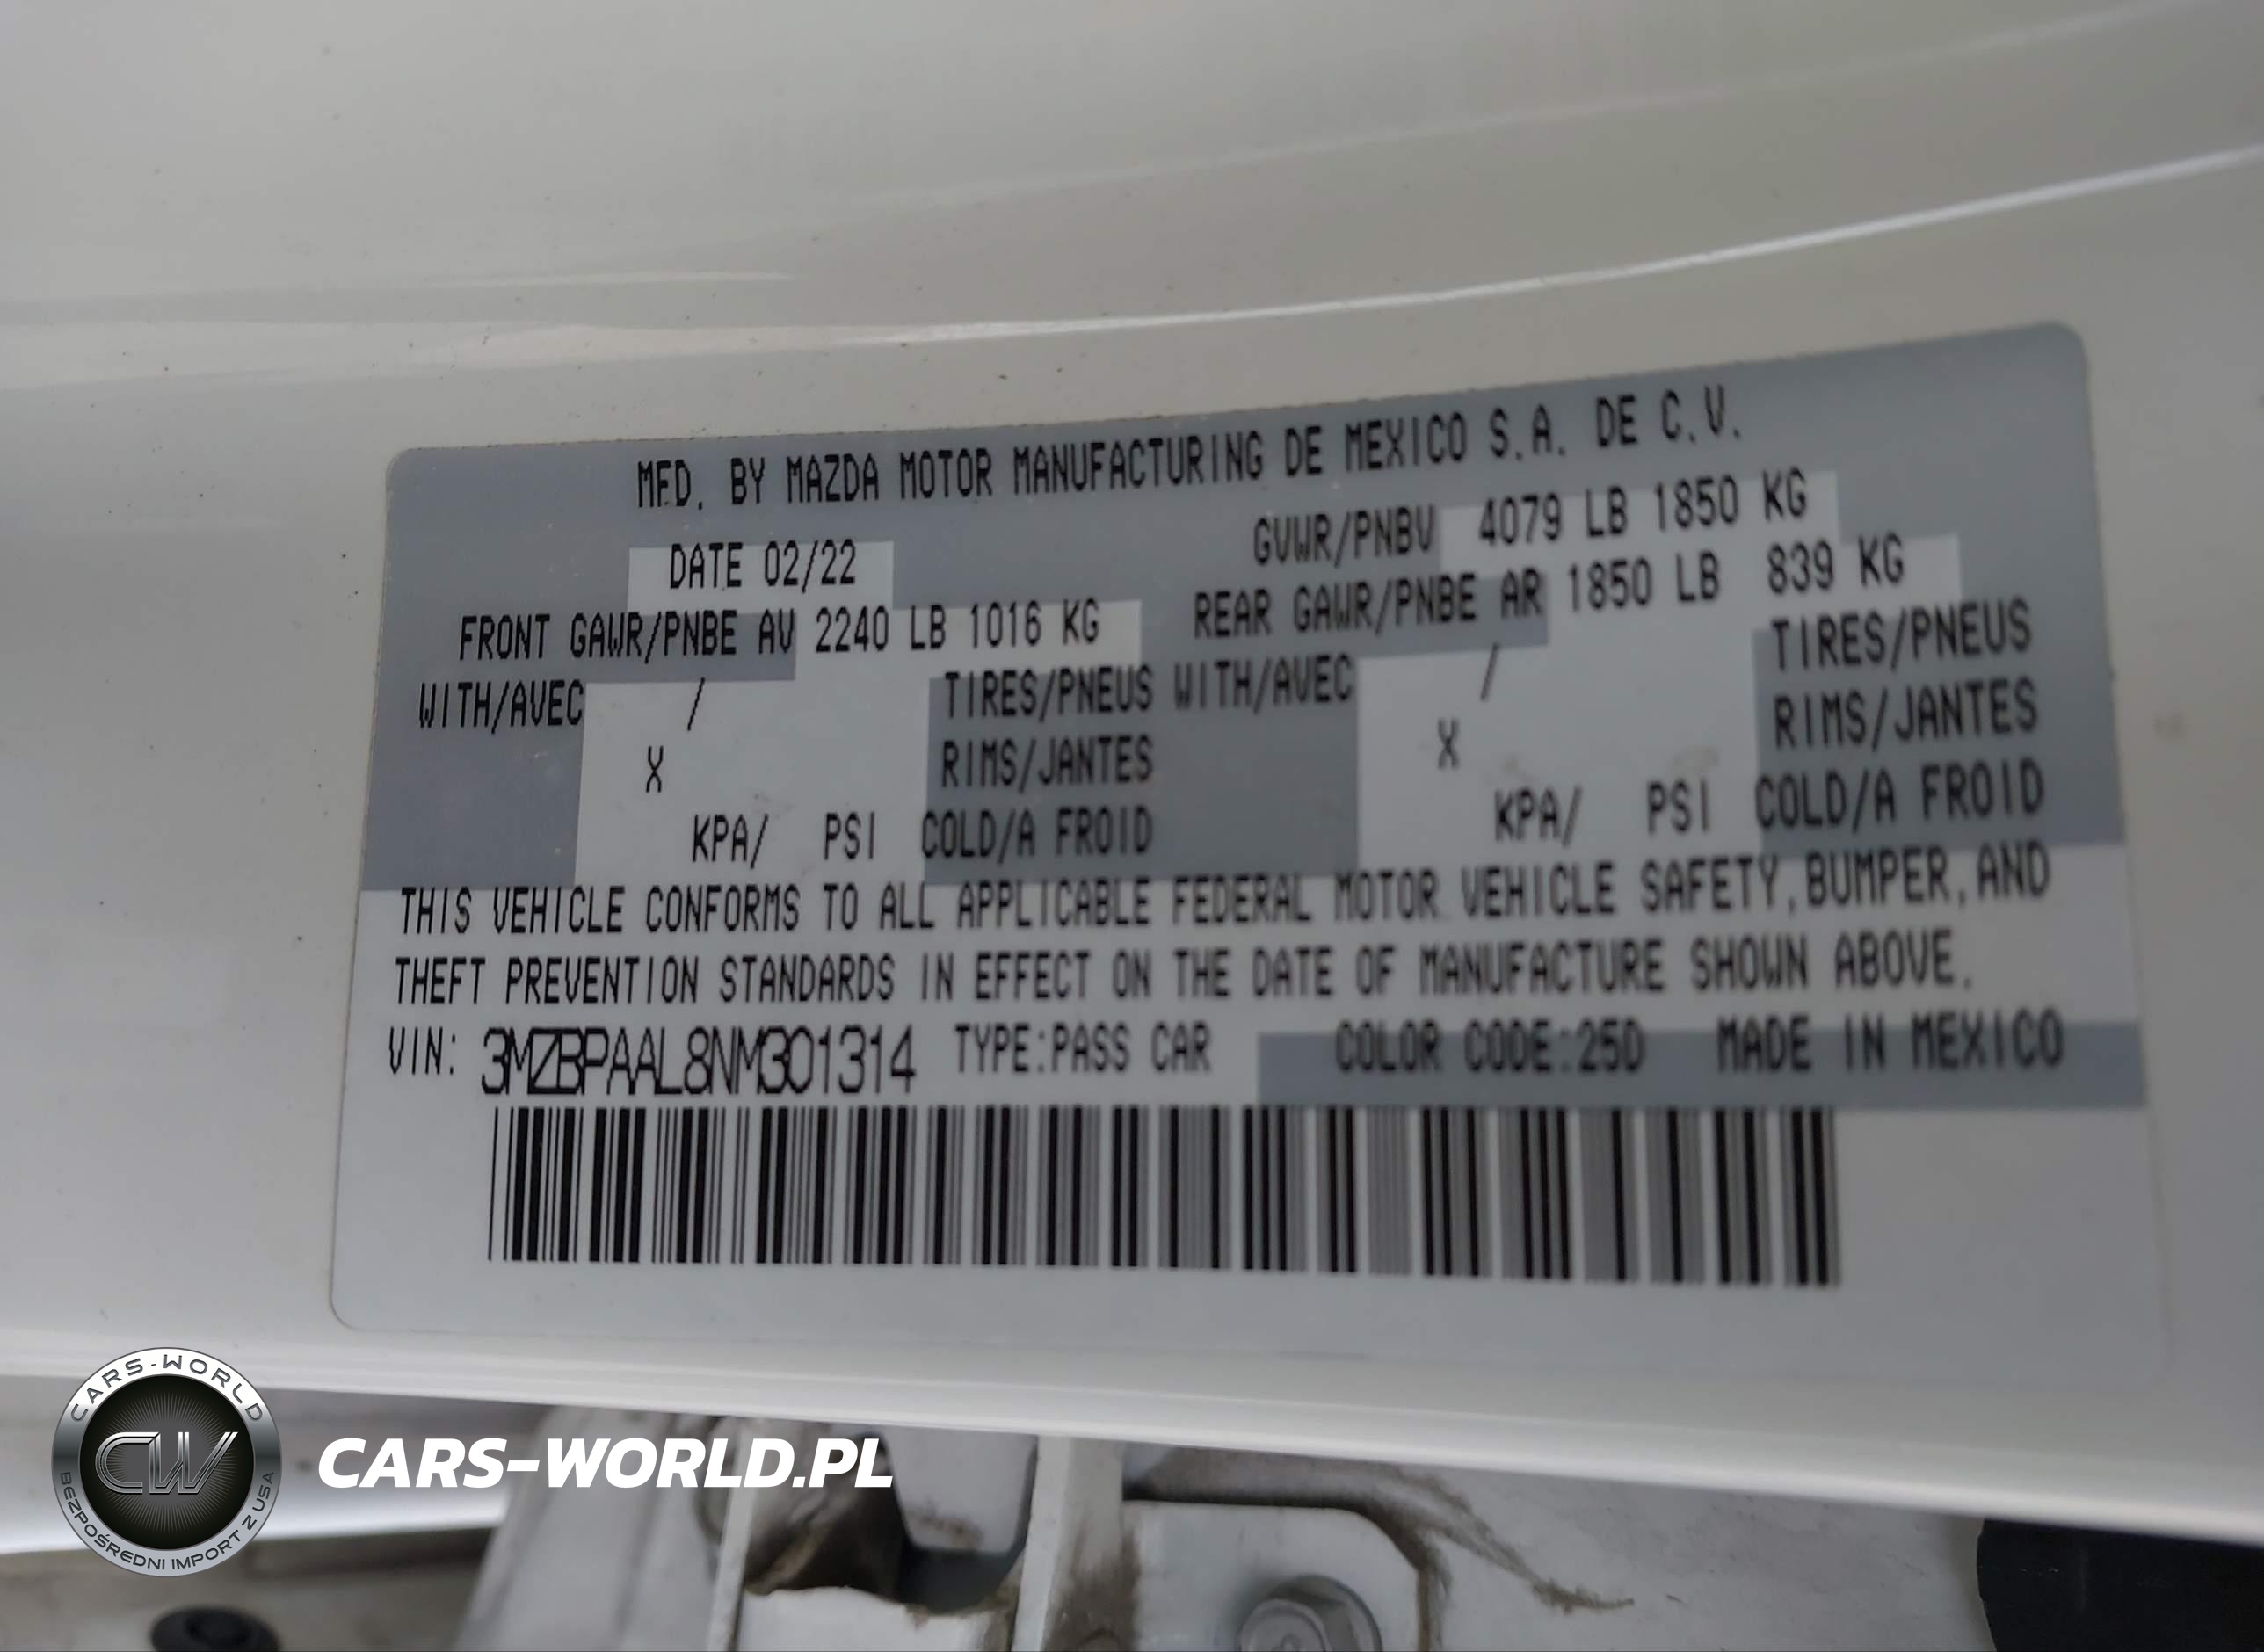 MFD. BY MAZDA MOTOR MANUFACTURING DE MEXICO S.A. DE C.V.
DATE 02/22 GVWR/PNBV 4079 LB 1850 KG
FRONT GAWR/PNBE AV 2240 LB 1016 KG REAR GAWR/PNBE AR 1850 LB 839 KG
WITH/AVEC / TIRES/PNEUS WITH/AVEC / TIRES/PNEUS
X RIMS/JANTES X RIMS/JANTES
KPA/ PSI COLD/A FROID KPA/ PSI COLD/A FROID
THIS VEHICLE CONFORMS TO ALL APPLICABLE FEDERAL MOTOR VEHICLE SAFETY,BUMPER,AND
THEFT PREVENTION STANDARDS IN EFFECT ON THE DATE OF MANUFACTURE SHOWN ABOVE.
VIN: 3MZBPAAL8NM301314 TYPE:PASS CAR COLOR CODE:25D MADE IN MEXICO
CARS-WORLD
CW
BEZPOŚREDNI IMPORT Z USA
CARS-WORLD.PL